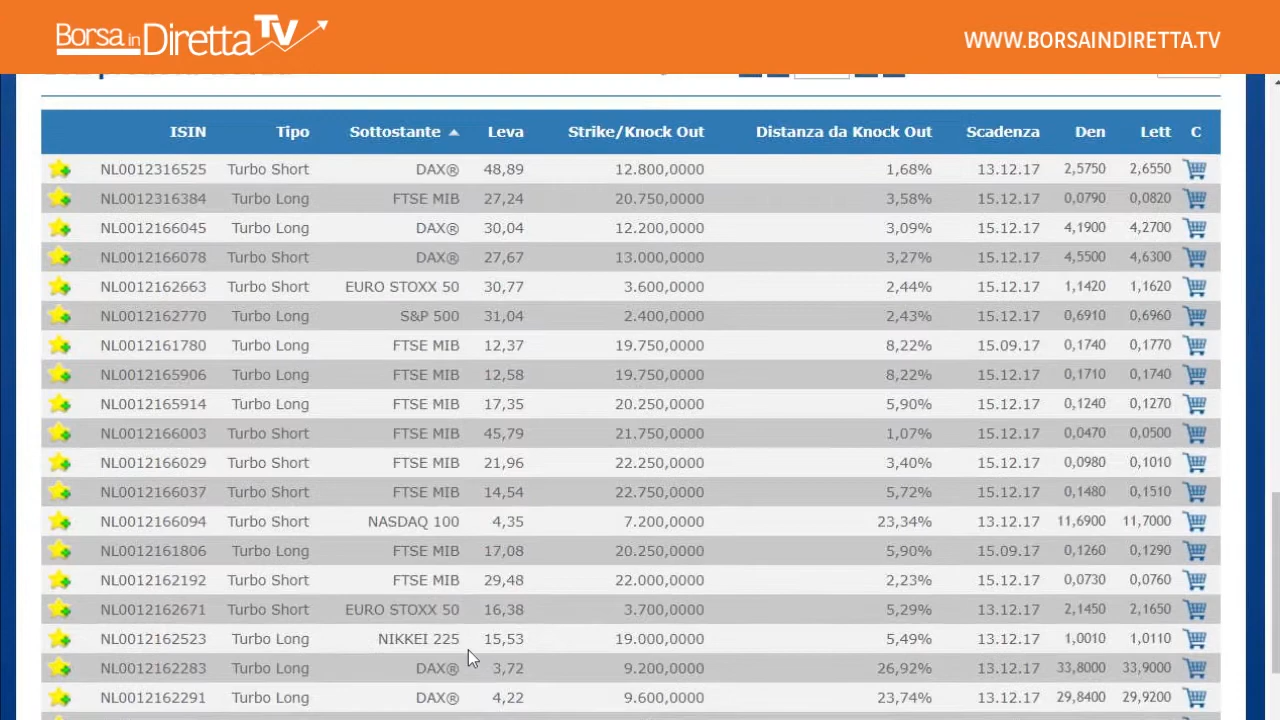 Borsa in Diretta TV
WWW.BORSAINDIRETTA.TV
ISIN Tipo Sottostante Leva Strike/Knock Out Distanza da Knock Out Scadenza Den Lett C
NL0012316525 Turbo Short DAX® 48,89 12.800,0000 1,68% 13.12.17 2,5750 2,6550
NL0012316384 Turbo Long FTSE MIB 27,24 20.750,0000 3,58% 15.12.17 0,0790 0,0820
NL0012166045 Turbo Long DAX® 30,04 12.200,0000 3,09% 15.12.17 4,1900 4,2700
NL0012166078 Turbo Short DAX® 27,67 13.000,0000 3,27% 15.12.17 4,5500 4,6300
NL0012162663 Turbo Short EURO STOXX 50 30,77 3.600,0000 2,44% 15.12.17 1,1420 1,1620
NL0012162770 Turbo Long S&P 500 31,04 2.400,0000 2,43% 15.12.17 0,6910 0,6960
NL0012161780 Turbo Long FTSE MIB 12,37 19.750,0000 8,22% 15.09.17 0,1740 0,1770
NL0012165906 Turbo Long FTSE MIB 12,58 19.750,0000 8,22% 15.12.17 0,1710 0,1740
NL0012165914 Turbo Long FTSE MIB 17,35 20.250,0000 5,90% 15.12.17 0,1240 0,1270
NL0012166003 Turbo Short FTSE MIB 45,79 21.750,0000 1,07% 15.12.17 0,0470 0,0500
NL0012166029 Turbo Short FTSE MIB 21,96 22.250,0000 3,40% 15.12.17 0,0980 0,1010
NL0012166037 Turbo Short FTSE MIB 14,54 22.750,0000 5,72% 15.12.17 0,1480 0,1510
NL0012166094 Turbo Short NASDAQ 100 4,35 7.200,0000 23,34% 13.12.17 11,6900 11,7000
NL0012161806 Turbo Long FTSE MIB 17,08 20.250,0000 5,90% 15.09.17 0,1260 0,1290
NL0012162192 Turbo Short FTSE MIB 29,48 22.000,0000 2,23% 15.12.17 0,0730 0,0760
NL0012162671 Turbo Short EURO STOXX 50 16,38 3.700,0000 5,29% 13.12.17 2,1450 2,1650
NL0012162523 Turbo Long NIKKEI 225 15,53 19.000,0000 5,49% 13.12.17 1,0010 1,0110
NL0012162283 Turbo Long DAX® 3,72 9.200,0000 26,92% 13.12.17 33,8000 33,9000
NL0012162291 Turbo Long DAX® 4,22 9.600,0000 23,74% 13.12.17 29,8400 29,9200